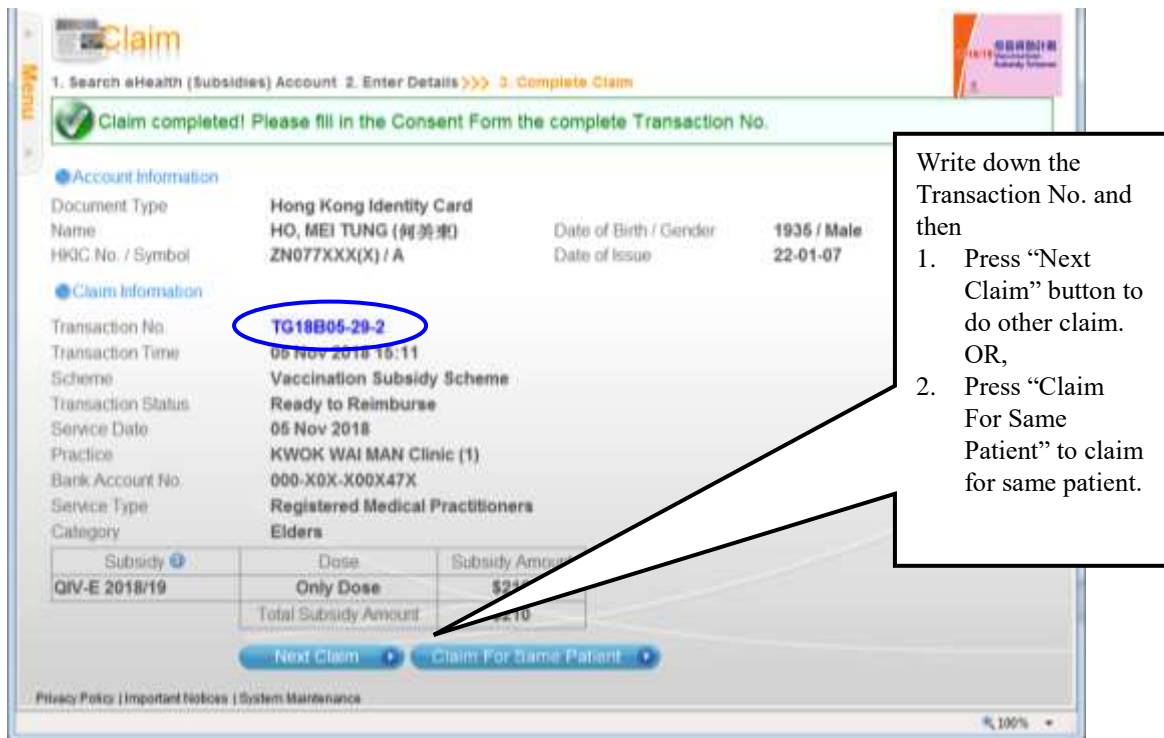 Claim
Menu
1. Search eHealth (Subsidies) Account 2. Enter Details >>> 3. Complete Claim
Claim completed! Please fill in the Consent Form the complete Transaction No.
Account Information
Document Type Hong Kong Identity Card
Name HO, MEI TUNG (何美東) Date of Birth / Gender 1935 / Male
HKIC No. / Symbol ZN077XXX(X) / A Date of Issue 22-01-07
Claim Information
Transaction No. TG18B05-29-2
Transaction Time 05 Nov 2018 15:11
Scheme Vaccination Subsidy Scheme
Transaction Status Ready to Reimburse
Service Date 05 Nov 2018
Practice KWOK WAI MAN Clinic (1)
Bank Account No. 000-X0X-X00X47X
Service Type Registered Medical Practitioners
Category Elders
Subsidy Dose Subsidy Amount
QIV-E 2018/19 Only Dose $210
Total Subsidy Amount $210
Next Claim Claim For Same Patient
Privacy Policy | Important Notices | System Maintenance
100%
Write down the
Transaction No. and
then
1. Press “Next
Claim” button to
do other claim.
OR,
2. Press “Claim
For Same
Patient” to claim
for same patient.